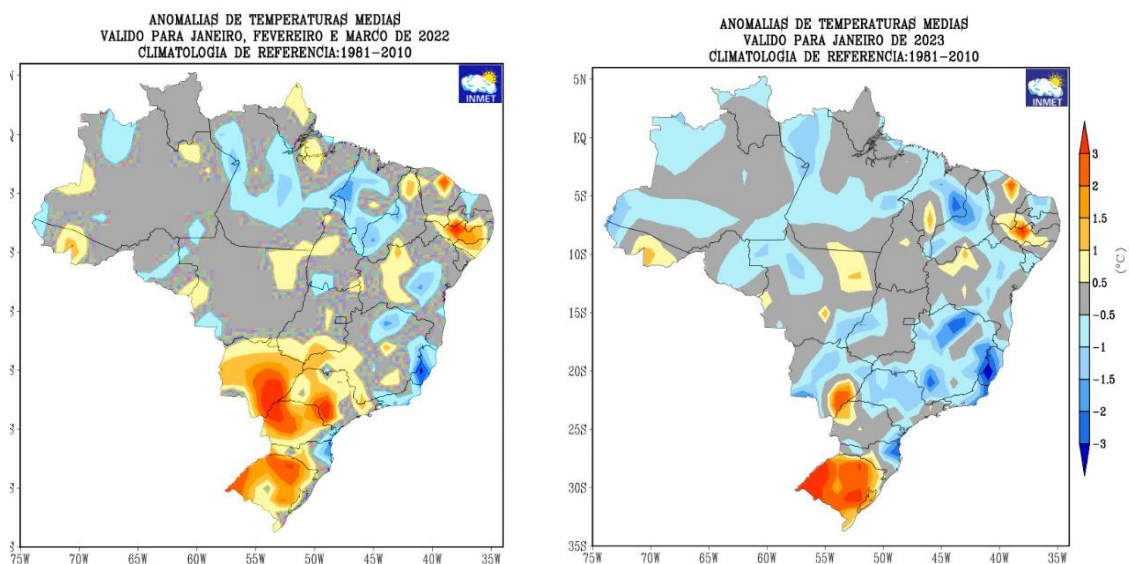 ANOMALIAS DE TEMPERATURAS MEDIAS
VALIDO PARA JANEIRO, FEVEREIRO E MARCO DE 2022
CLIMATOLOGIA DE REFERENCIA:1981-2010
INMET
75W 70W 65W 60W 55W 50W 45W 40W 35W
ANOMALIAS DE TEMPERATURAS MEDIAS
VALIDO PARA JANEIRO DE 2023
CLIMATOLOGIA DE REFERENCIA:1981-2010
INMET
5N
EQ
5S
10S
15S
20S
25S
30S
35S
75W 70W 65W 60W 55W 50W 45W 40W 35W
3
2
1.5
1
0.5
-0.5
-1
-1.5
-2
-3
(°C)